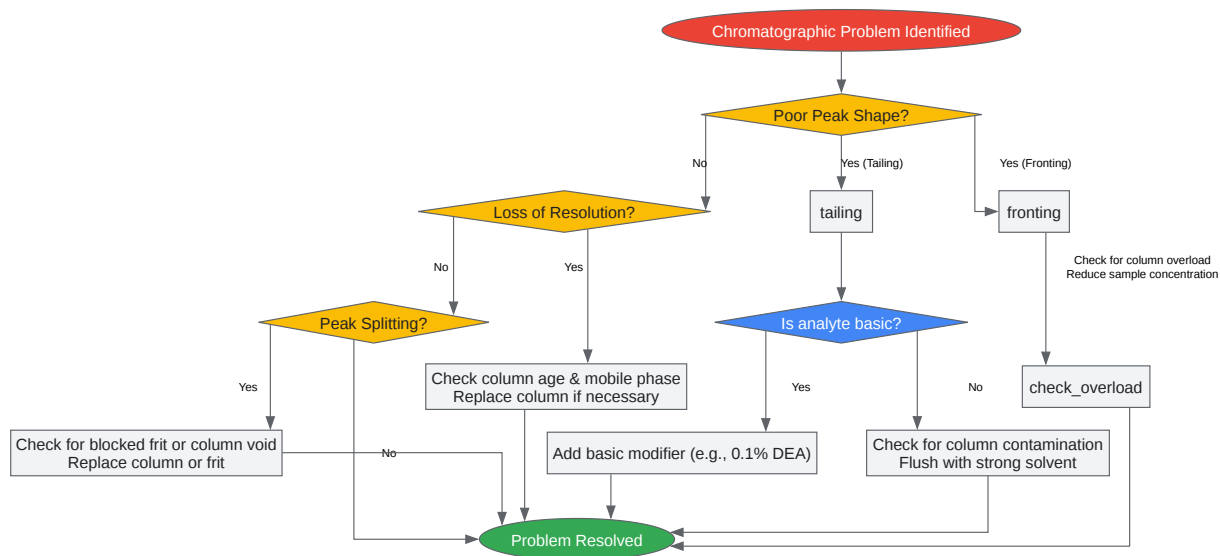 Chromatographic Problem Identified
Poor Peak Shape?
No
Yes (Tailing)
Yes (Fronting)
Loss of Resolution?
tailing
fronting
No
Yes
Check for column overload
Reduce sample concentration
Peak Splitting?
Is analyte basic?
Yes
Check column age & mobile phase
Replace column if necessary
Yes
No
check_overload
Check for blocked frit or column void
Replace column or frit
No
Add basic modifier (e.g., 0.1% DEA)
Check for column contamination
Flush with strong solvent
Problem Resolved